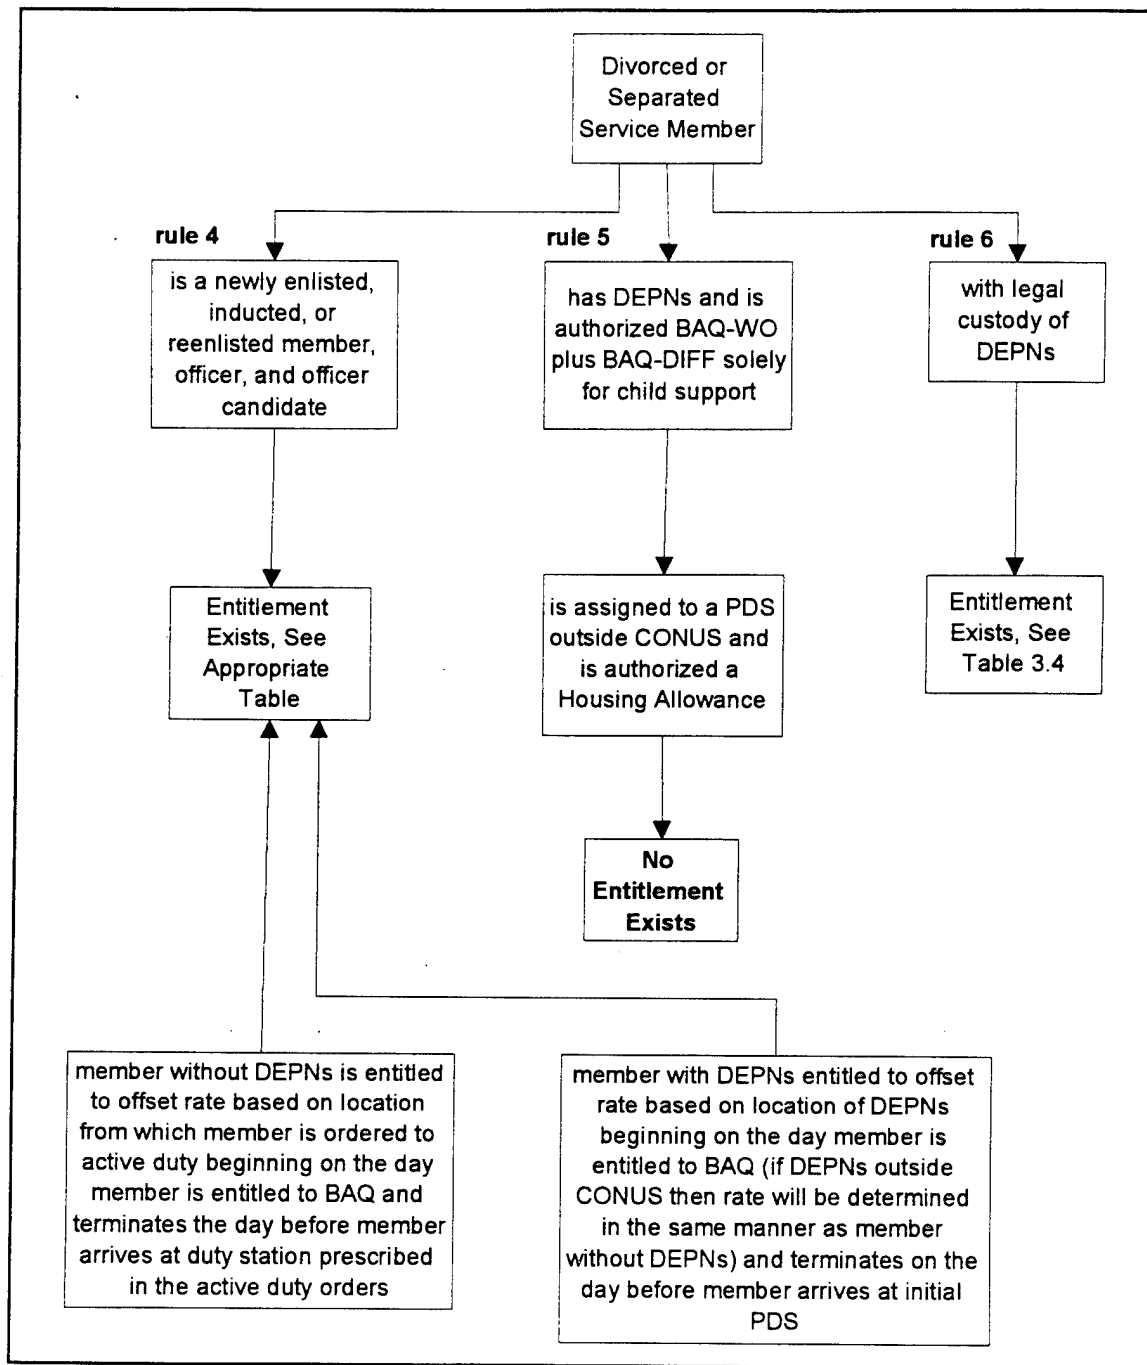 Divorced or
Separated
Service Member
rule 4
is a newly enlisted,
inducted, or
reenlisted member,
officer, and officer
candidate
rule 5
has DEPNs and is
authorized BAQ-WO
plus BAQ-DIFF solely
for child support
rule 6
with legal
custody of
DEPNs
Entitlement
Exists, See
Appropriate
Table
is assigned to a PDS
outside CONUS and
is authorized a
Housing Allowance
Entitlement
Exists, See
Table 3.4
No
Entitlement
Exists
member without DEPNs is entitled
to offset rate based on location
from which member is ordered to
active duty beginning on the day
member is entitled to BAQ and
terminates the day before member
arrives at duty station prescribed
in the active duty orders
member with DEPNs entitled to offset
rate based on location of DEPNs
beginning on the day member is
entitled to BAQ (if DEPNs outside
CONUS then rate will be determined
in the same manner as member
without DEPNs) and terminates on the
day before member arrives at initial
PDS